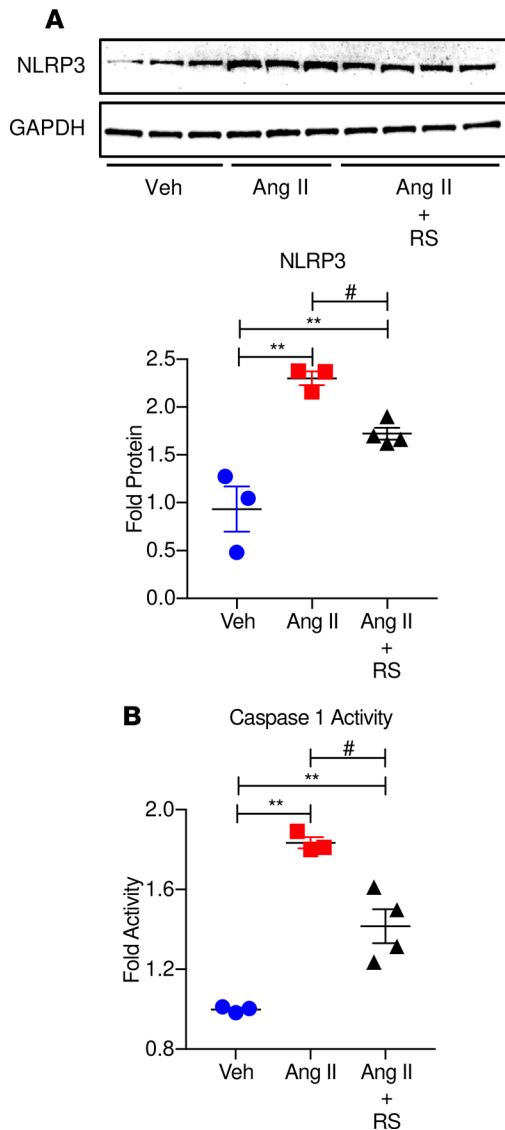 A
NLRP3
GAPDH
Veh
Ang II
Ang II
+
RS
NLRP3
#
**
**
Fold Protein
2.5
2.0
1.5
1.0
0.5
0.0
Veh
Ang II
Ang II
+
RS
B
Caspase 1 Activity
#
**
**
Fold Activity
2.0
1.6
1.2
0.8
Veh
Ang II
Ang II
+
RS